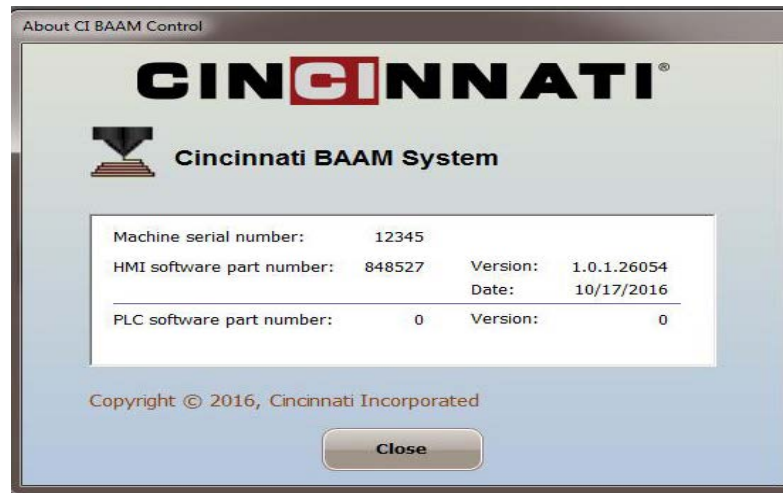 About CI BAAM Control
CINCINNATI®
Cincinnati BAAM System
Machine serial number: 12345
HMI software part number: 848527 Version: 1.0.1.26054
Date: 10/17/2016
PLC software part number: 0 Version: 0
Copyright © 2016, Cincinnati Incorporated
Close